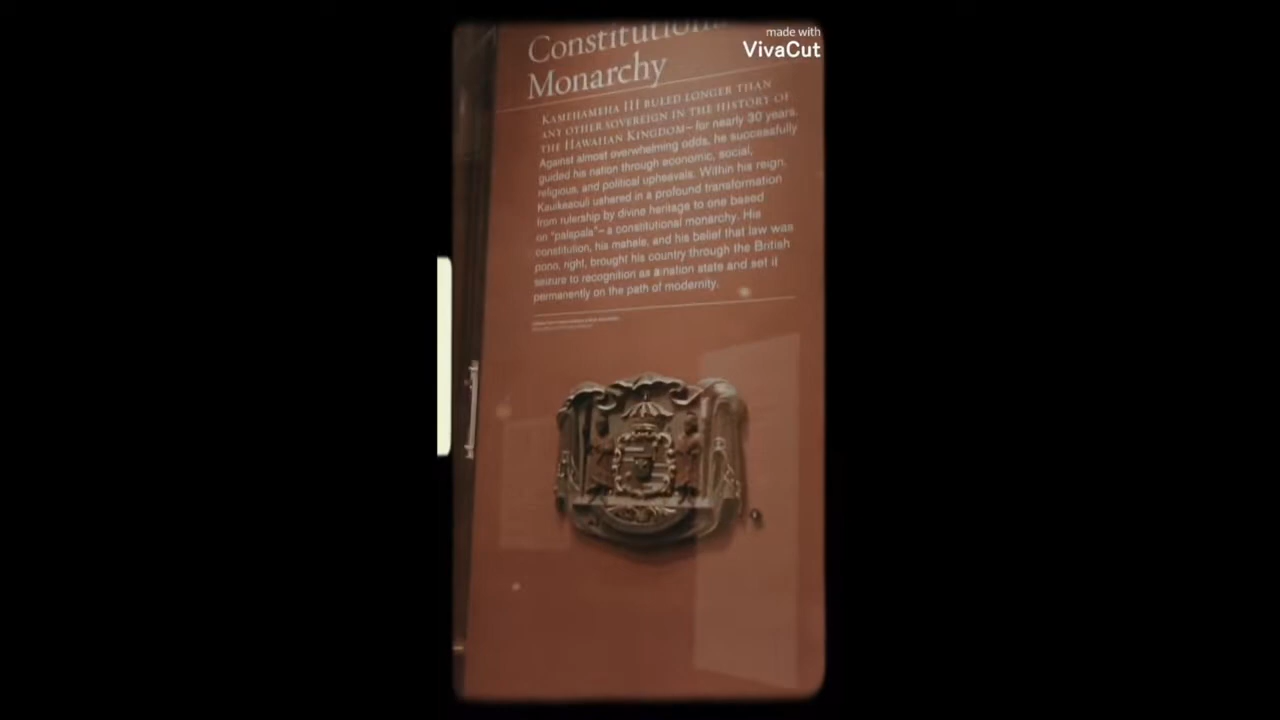 made with
VivaCut
Constitutional
Monarchy
KAMEHAMEHA III RULED LONGER THAN
ANY OTHER SOVEREIGN IN THE HISTORY OF
THE HAWAIIAN KINGDOM – for nearly 30 years.
Against almost overwhelming odds, he successfully
guided his nation through economic, social,
religious, and political upheavals. Within his reign,
Kauikeaouli ushered in a profound transformation
from rulership by divine heritage to one based
on "palapala" – a constitutional monarchy. His
constitution, his mahele, and his belief that law was
pono, right, brought his country through the British
seizure to recognition as a nation state and set it
permanently on the path of modernity.